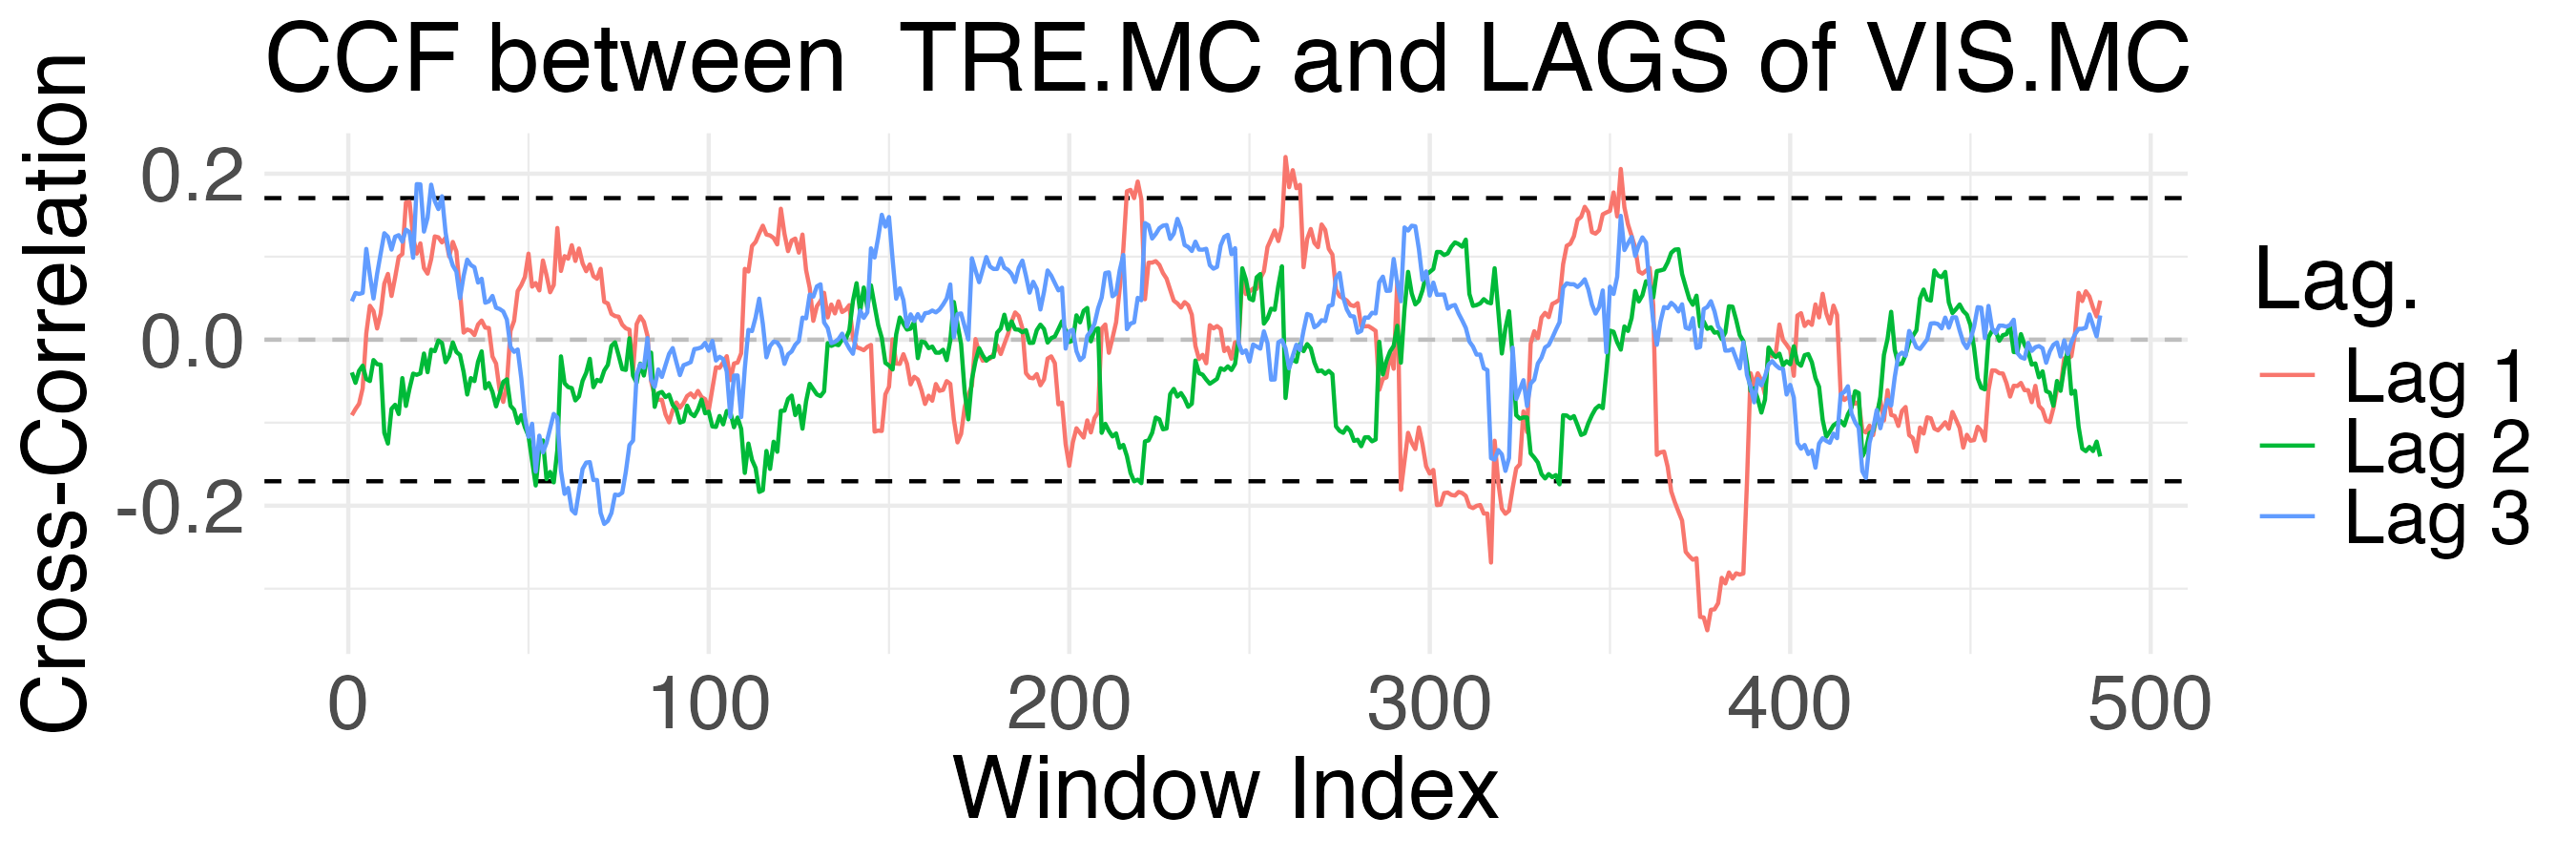 CCF between  TRE.MC and LAGS of VIS.MC
Cross-Correlation
0.2
0.0
-0.2
0 100 200 300 400 500
Window Index
Lag.
Lag 1
Lag 2
Lag 3